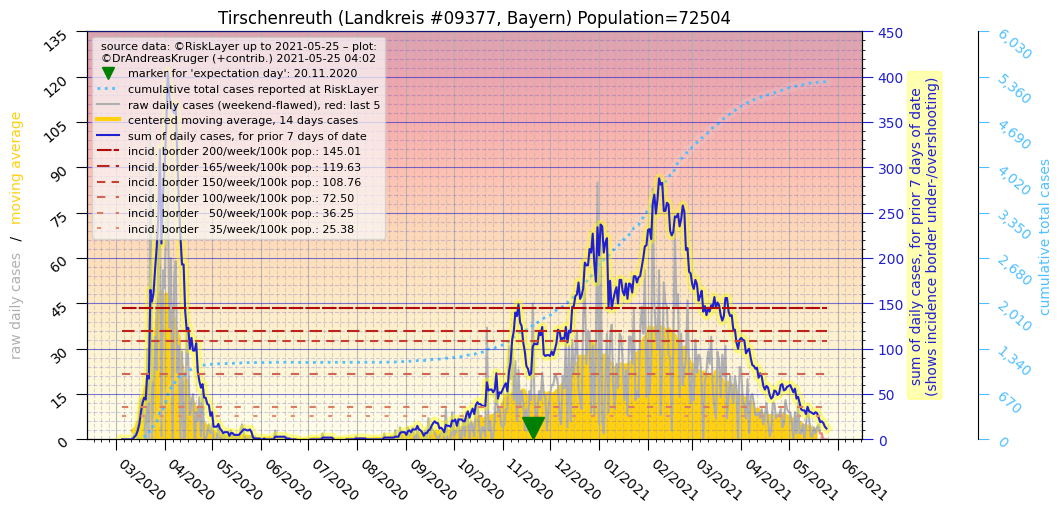 Tirschenreuth (Landkreis #09377, Bayern) Population=72504
source data: ©RiskLayer up to 2021-05-25 – plot:
©DrAndreasKruger (+contrib.) 2021-05-25 04:02
marker for 'expectation day': 20.11.2020
cumulative total cases reported at RiskLayer
raw daily cases (weekend-flawed), red: last 5
centered moving average, 14 days cases
sum of daily cases, for prior 7 days of date
incid. border 200/week/100k pop.: 145.01
incid. border 165/week/100k pop.: 119.63
incid. border 150/week/100k pop.: 108.76
incid. border 100/week/100k pop.: 72.50
incid. border   50/week/100k pop.: 36.25
incid. border   35/week/100k pop.: 25.38
raw daily cases / moving average
135
120
105
90
75
60
45
30
15
0
03/2020
04/2020
05/2020
06/2020
07/2020
08/2020
09/2020
10/2020
11/2020
12/2020
01/2021
02/2021
03/2021
04/2021
05/2021
06/2021
450
400
350
300
250
200
150
100
50
0
sum of daily cases, for prior 7 days of date
(shows incidence border under-/overshooting)
6,030
5,360
4,690
4,020
3,350
2,680
2,010
1,340
670
0
cumulative total cases